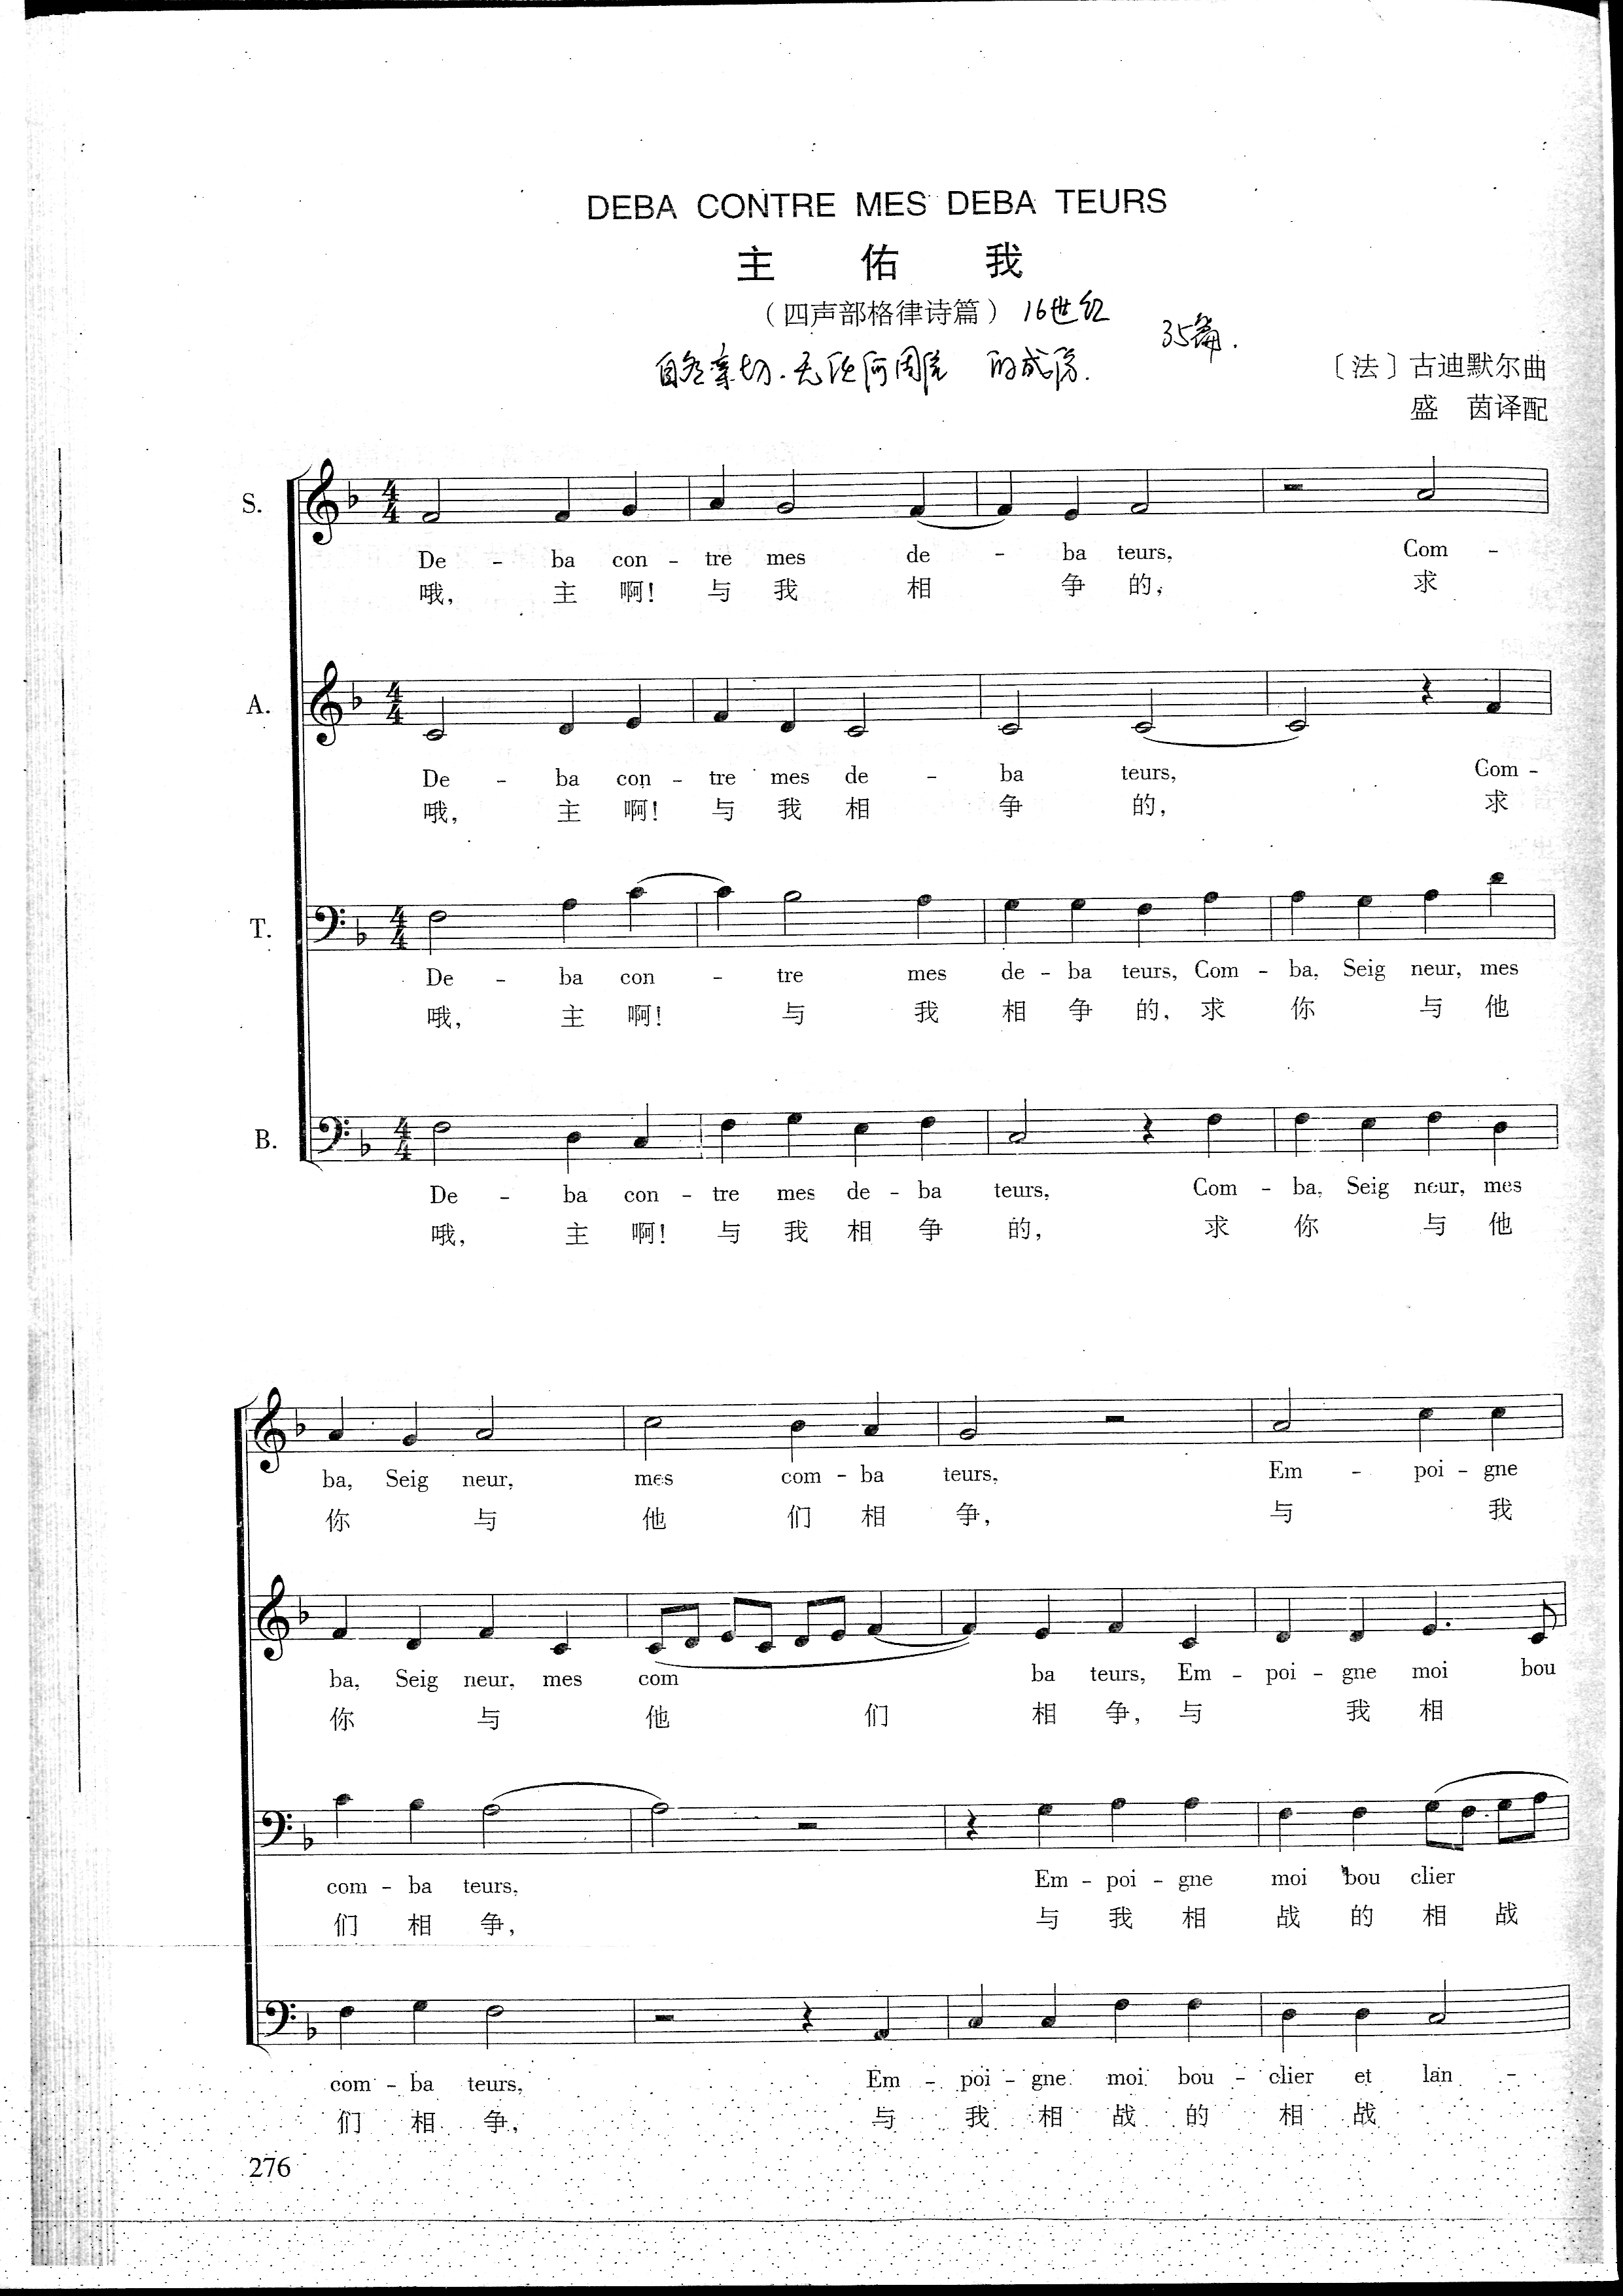 DEBA CONTRE MES DEBA TEURS
主 佑 我
（四声部格律诗篇） 16世纪
35篇.
的成份.
〔法〕古迪默尔曲
盛 茵译配
S.
De - ba con - tre mes de - ba teurs, Com -
哦, 主 啊! 与 我 相 争 的, 求
A.
De - ba con - tre mes de - ba teurs, Com -
哦, 主 啊! 与 我 相 争 的, 求
T.
De - ba con - tre mes de - ba teurs, Com - ba, Seig neur, mes
哦, 主 啊! 与 我 相 争 的, 求 你 与 他
B.
De - ba con - tre mes de - ba teurs, Com - ba, Seig neur, mes
哦, 主 啊! 与 我 相 争 的, 求 你 与 他
ba, Seig neur, mes com - ba teurs, Em - poi - gne
你 与 他 们 相 争, 与 我
ba, Seig neur, mes com ba teurs, Em - poi - gne moi bou
你 与 他 们 相 争, 与 我 相
com - ba teurs, Em - poi - gne moi bou clier
们 相 争, 与 我 相 战 的 相 战
com - ba teurs, Em - poi - gne moi bou - clier et lan -
们 相 争, 与 我 相 战 的 相 战
276